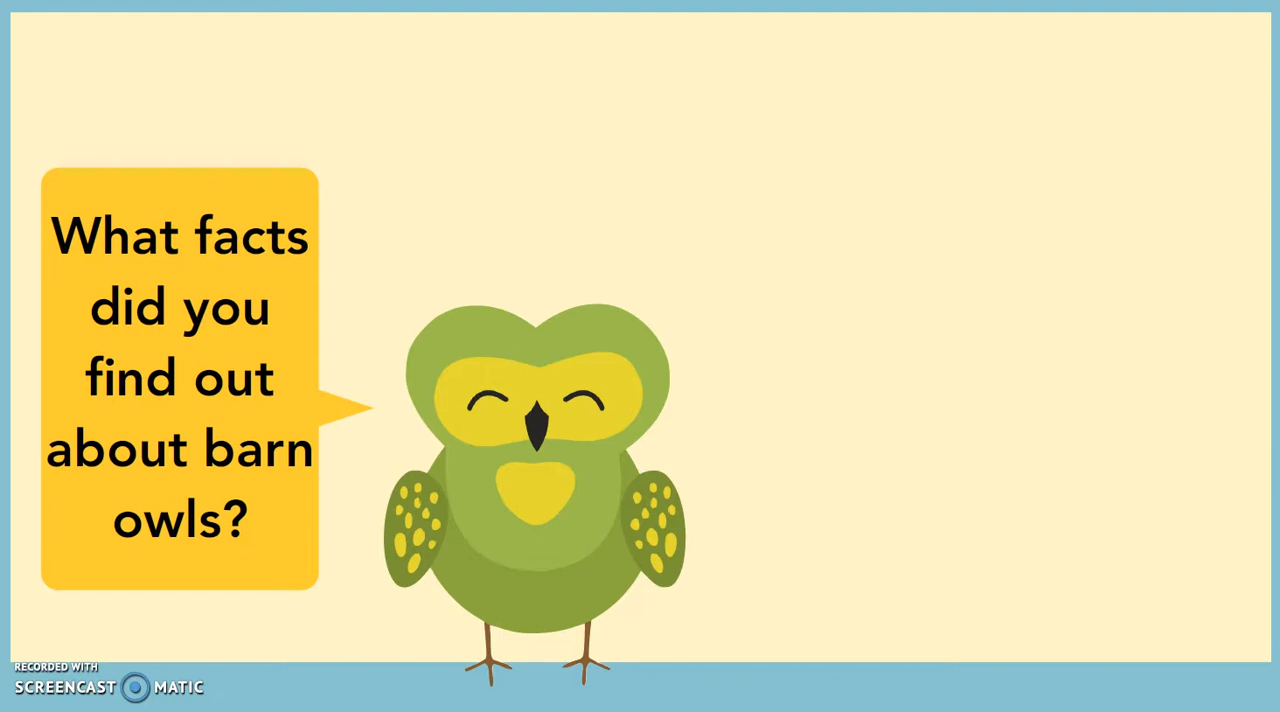 What facts
did you
find out
about barn
owls?
RECORDED WITH
SCREENCAST MATIC